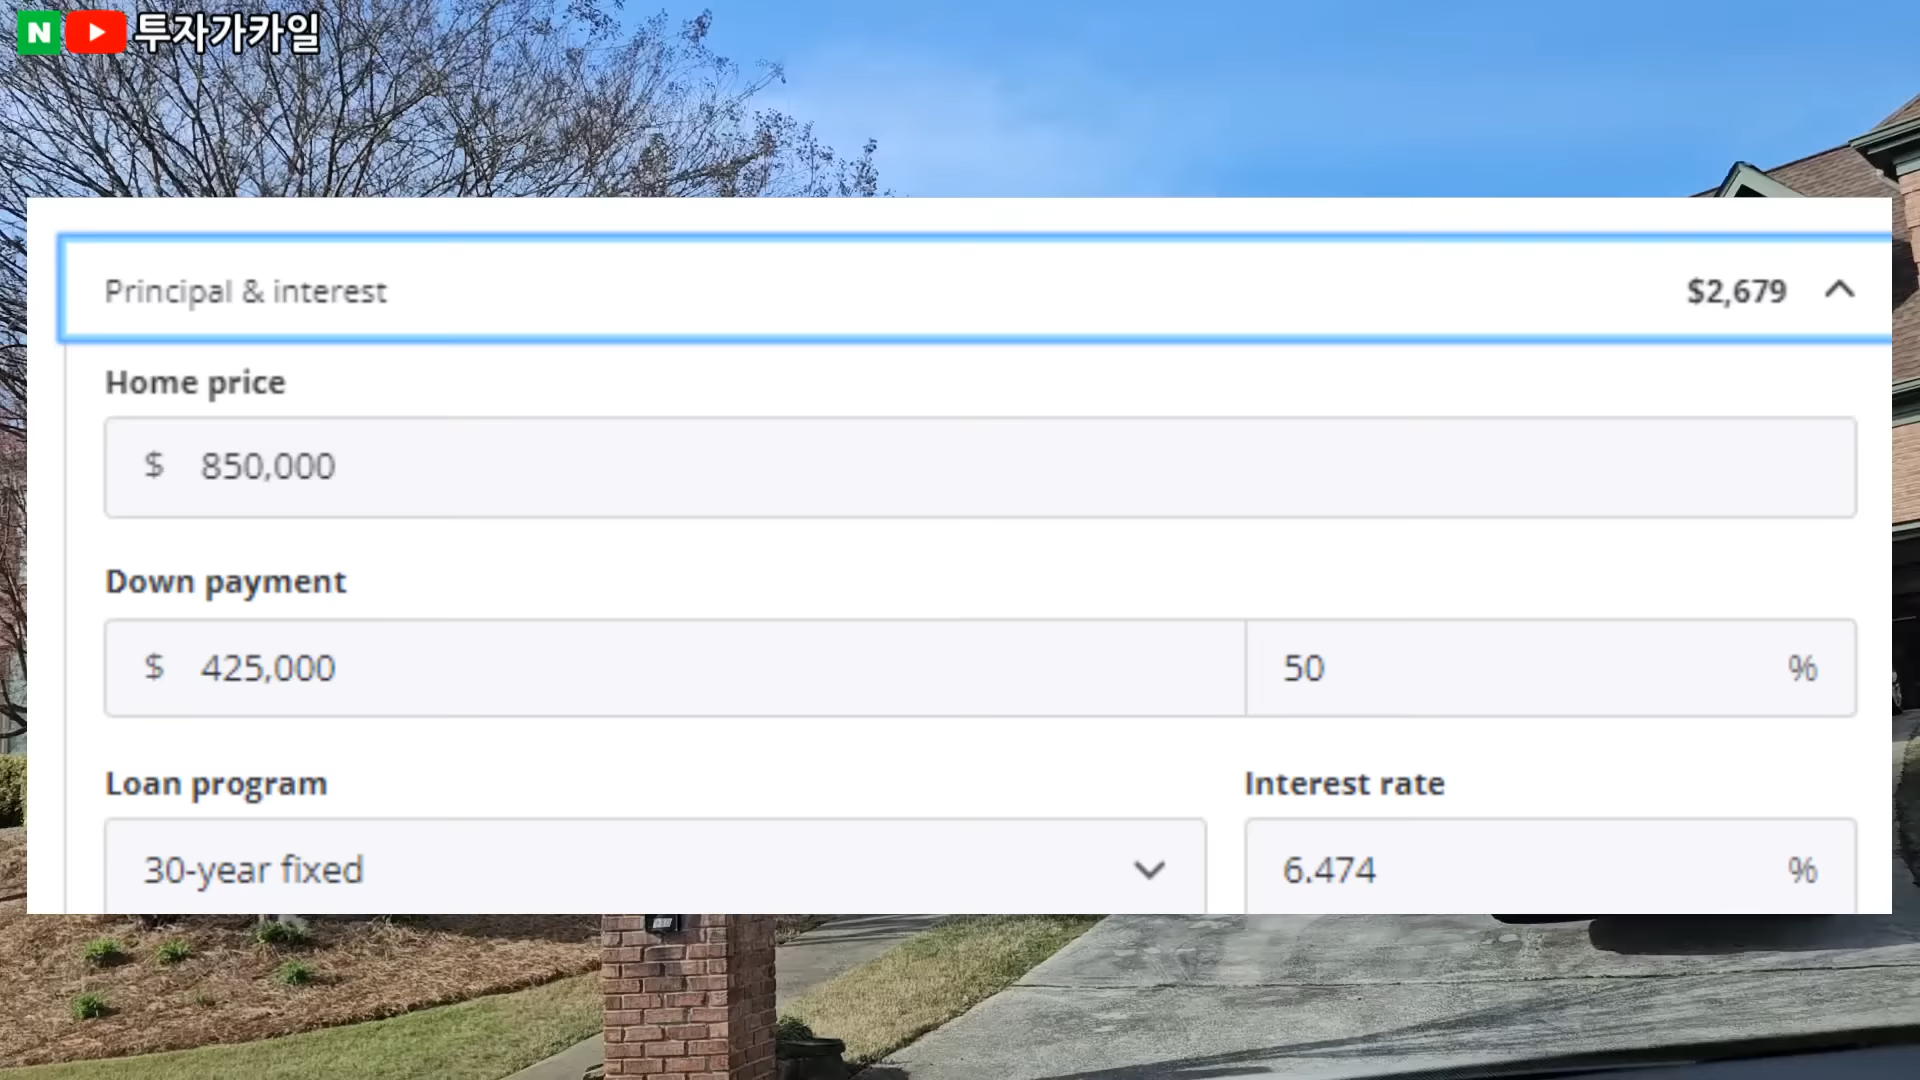 N 투자가카일
Principal & interest $2,679
Home price
$ 850,000
Down payment
$ 425,000 50 %
Loan program Interest rate
30-year fixed 6.474 %